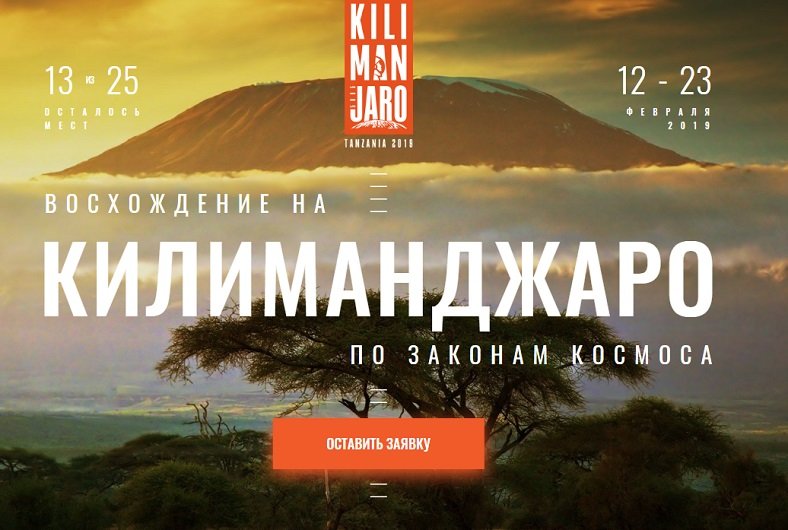 KILI
MAN
JARO
TANZANIA 2019
13 из 25
ОСТАЛОСЬ
МЕСТ
12 - 23
ФЕВРАЛЯ
2019
ВОСХОЖДЕНИЕ НА
КИЛИМАНДЖАРО
ПО ЗАКОНАМ КОСМОСА
ОСТАВИТЬ ЗАЯВКУ